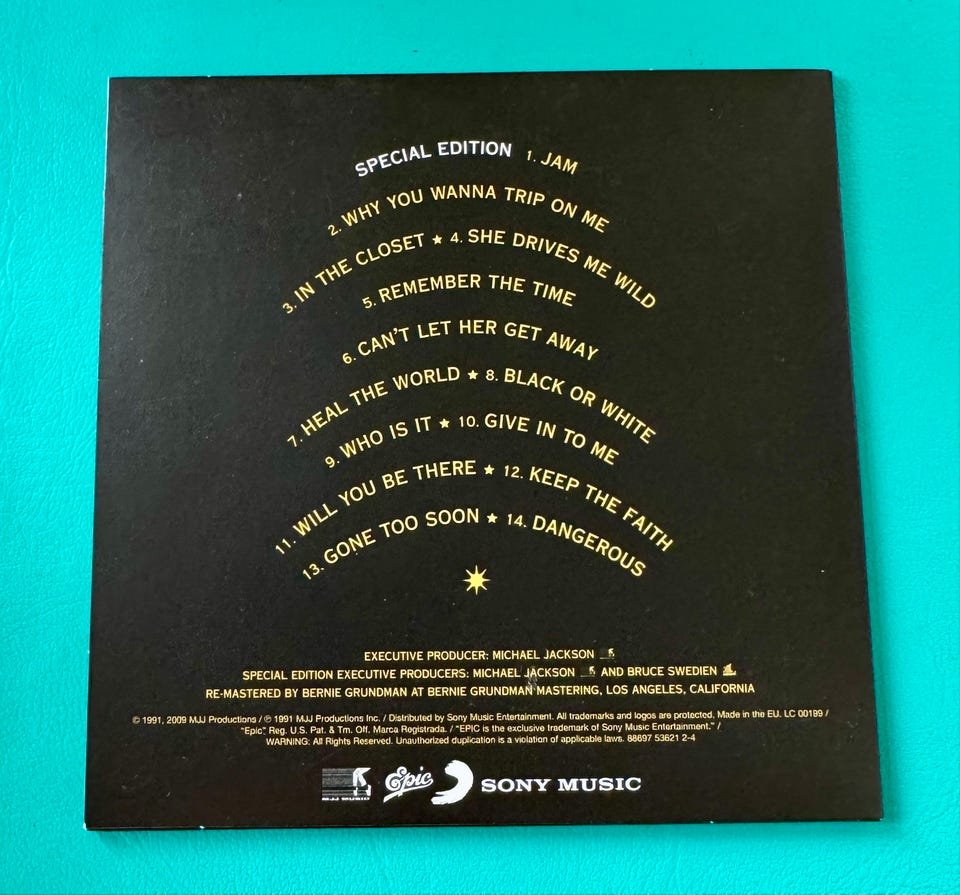 SPECIAL EDITION 1. JAM
2. WHY YOU WANNA TRIP ON ME
3. IN THE CLOSET ★ 4. SHE DRIVES ME WILD
5. REMEMBER THE TIME
6. CAN'T LET HER GET AWAY
7. HEAL THE WORLD ★ 8. BLACK OR WHITE
9. WHO IS IT ★ 10. GIVE IN TO ME
11. WILL YOU BE THERE ★ 12. KEEP THE FAITH
13. GONE TOO SOON ★ 14. DANGEROUS
EXECUTIVE PRODUCER: MICHAEL JACKSON
SPECIAL EDITION EXECUTIVE PRODUCERS: MICHAEL JACKSON AND BRUCE SWEDIEN
RE-MASTERED BY BERNIE GRUNDMAN AT BERNIE GRUNDMAN MASTERING, LOS ANGELES, CALIFORNIA
© 1991, 2009 MJJ Productions / ℗ 1991 MJJ Productions Inc. / Distributed by Sony Music Entertainment. All trademarks and logos are protected. Made in the EU. LC 00199 /
"Epic" Reg. U.S. Pat. & Tm. Off. Marca Registrada. / "EPIC is the exclusive trademark of Sony Music Entertainment." /
WARNING: All Rights Reserved. Unauthorized duplication is a violation of applicable laws. 88697 53621 2-4
MJJ MUSIC Epic SONY MUSIC